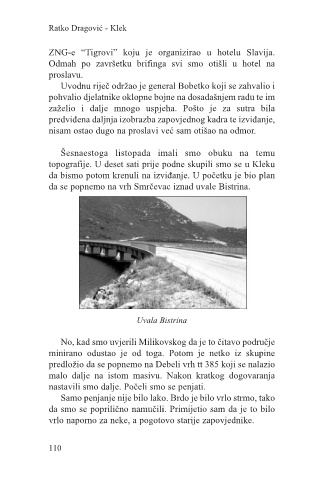 Ratko Dragović - Klek
ZNG-e “Tigrovi” koju je organizirao u hotelu Slavija.
Odmah po završetku brifinga svi smo otišli u hotel na
proslavu.
Uvodnu riječ održao je general Bobetko koji se zahvalio i
pohvalio djelatnike oklopne bojne na dosadašnjem radu te im
zaželio i dalje mnogo uspjeha. Pošto je za sutra bila
predviđena daljnja izobrazba zapovjednog kadra te izviđanje,
nisam ostao dugo na proslavi već sam otišao na odmor.
Šesnaestoga listopada imali smo obuku na temu
topografije. U deset sati prije podne skupili smo se u Kleku
da bismo potom krenuli na izviđanje. U početku je bio plan
da se popnemo na vrh Smrčevac iznad uvale Bistrina.
Uvala Bistrina
No, kad smo uvjerili Milikovskog da je to čitavo područje
minirano odustao je od toga. Potom je netko iz skupine
predložio da se popnemo na Debeli vrh tt 385 koji se nalazio
malo dalje na istom masivu. Nakon kratkog dogovaranja
nastavili smo dalje. Počeli smo se penjati.
Samo penjanje nije bilo lako. Brdo je bilo vrlo strmo, tako
da smo se poprilično namučili. Primijetio sam da je to bilo
vrlo naporno za neke, a pogotovo starije zapovjednike.
110